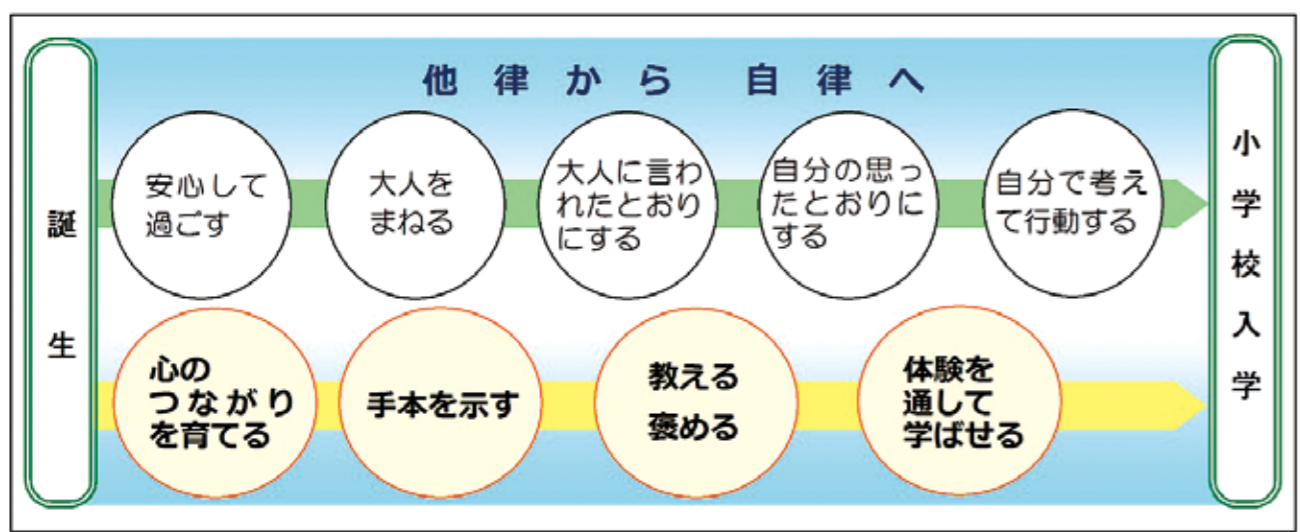 他律から 自律へ
誕生
安心して
過ごす
大人を
まねる
大人に言わ
れたとおり
にする
自分の思っ
たとおりに
する
自分で考え
て行動する
心の
つながり
を育てる
手本を示す
教える
褒める
体験を
通して
学ばせる
小学校入学